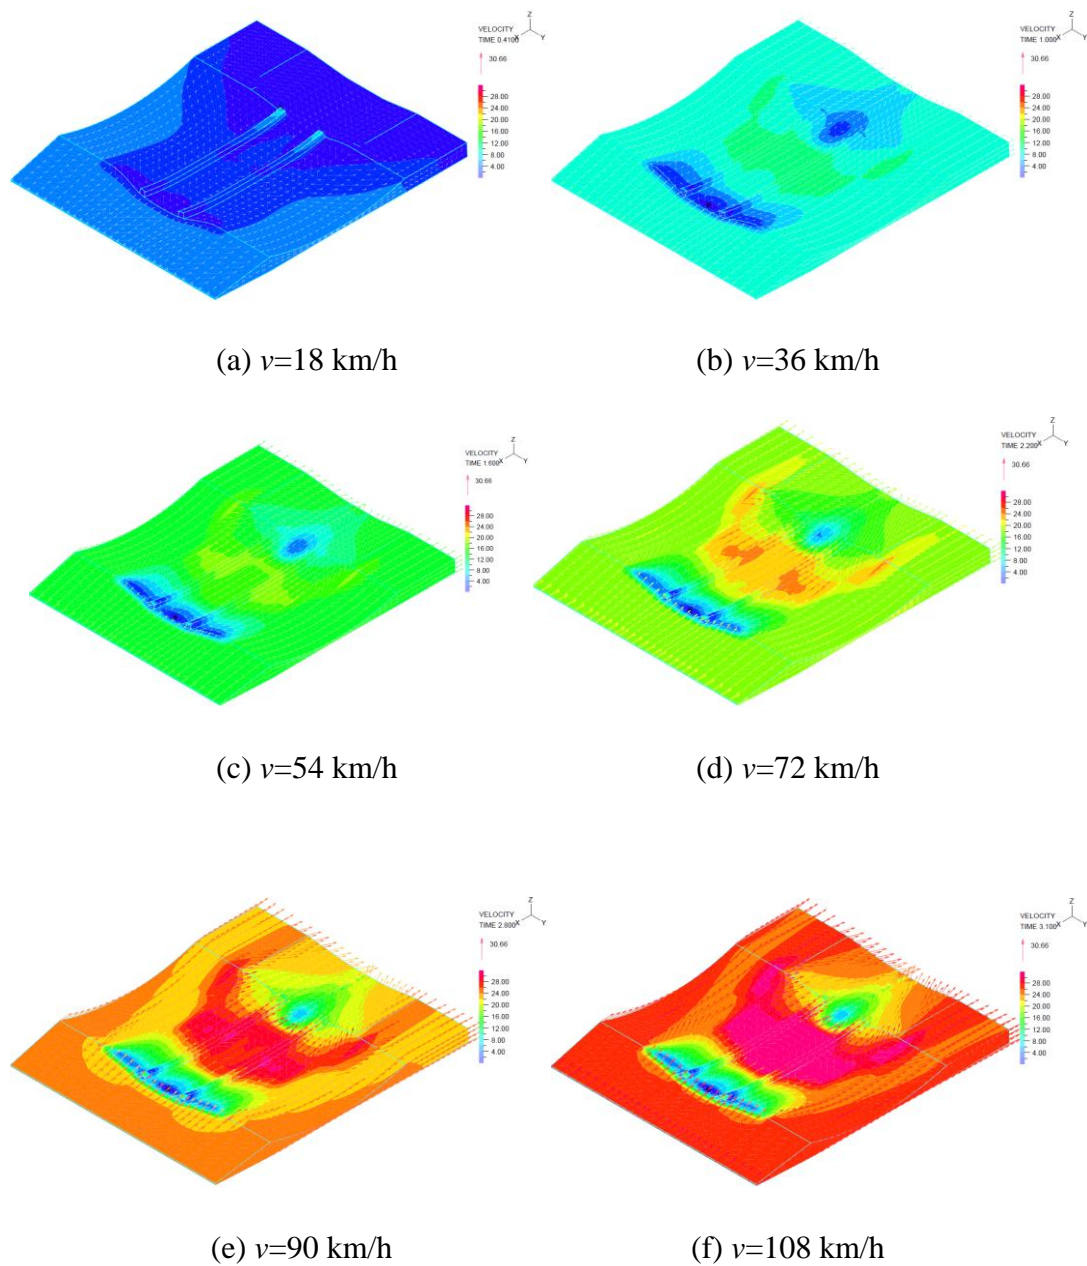 VELOCITY
TIME 0.4100
30.66
28.00
24.00
20.00
16.00
12.00
8.00
4.00
Z
X Y
VELOCITY
TIME 1.000
30.66
28.00
24.00
20.00
16.00
12.00
8.00
4.00
Z
X Y
(a) v=18 km/h
(b) v=36 km/h
VELOCITY
TIME 1.600
30.66
28.00
24.00
20.00
16.00
12.00
8.00
4.00
Z
X Y
VELOCITY
TIME 2.200
30.66
28.00
24.00
20.00
16.00
12.00
8.00
4.00
Z
X Y
(c) v=54 km/h
(d) v=72 km/h
VELOCITY
TIME 2.800
30.66
28.00
24.00
20.00
16.00
12.00
8.00
4.00
Z
X Y
VELOCITY
TIME 3.100
30.66
28.00
24.00
20.00
16.00
12.00
8.00
4.00
Z
X Y
(e) v=90 km/h
(f) v=108 km/h